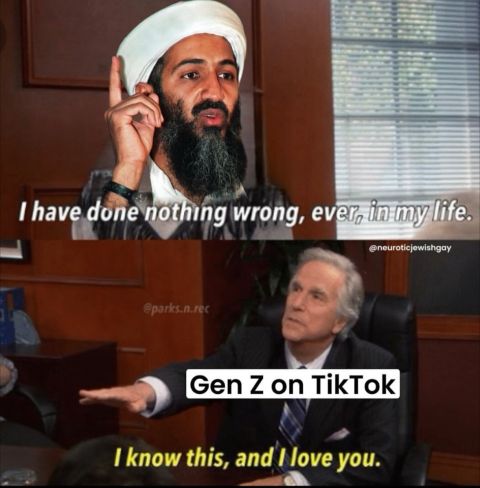 I have done nothing wrong, ever, in my life.
@neuroticjewishgay
@parks.n.rec
Gen Z on TikTok
I know this, and I love you.